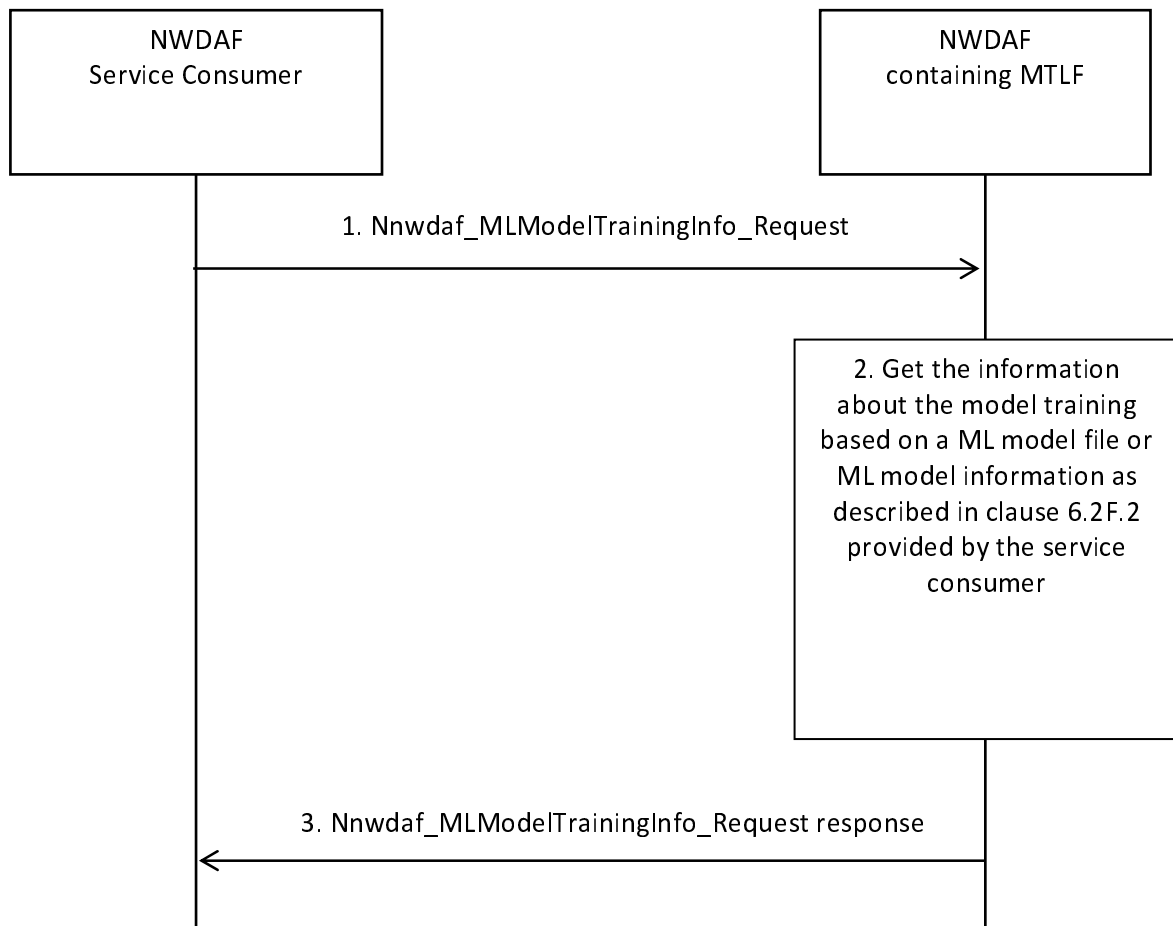 NWDAF
Service Consumer
NWDAF
containing MTLF
1. Nnwdaf_MLModelTrainingInfo_Request
2. Get the information
about the model training
based on a ML model file or
ML model information as
described in clause 6.2F.2
provided by the service
consumer
3. Nnwdaf_MLModelTrainingInfo_Request response